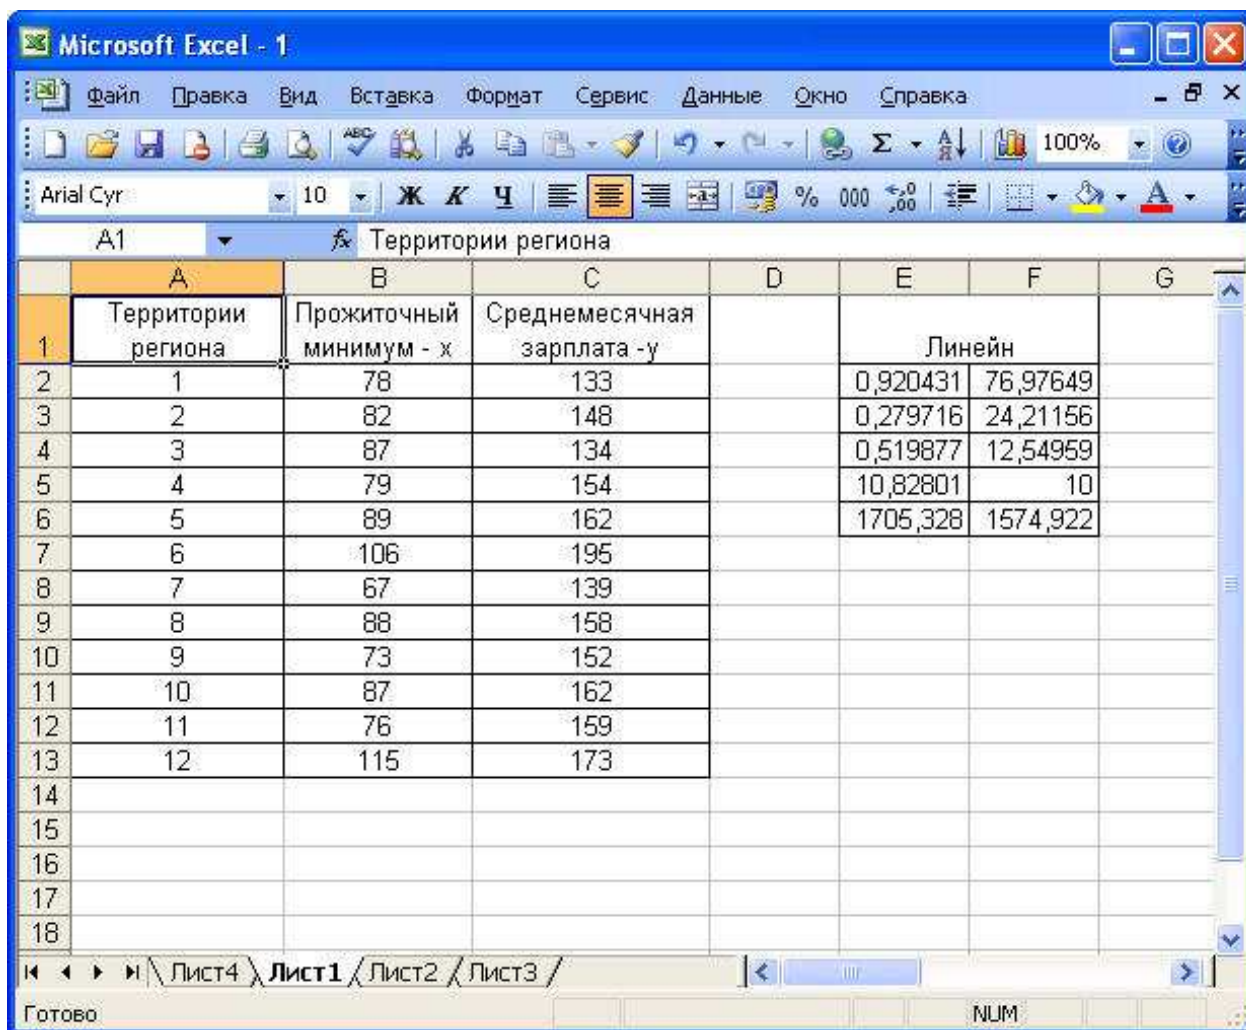 Microsoft Excel - 1
Файл Правка Вид Вставка Формат Сервис Данные Окно Справка
ABC Σ А Я 100%
Arial Cyr 10 Ж К Ч % 000 ,00 А
A1 fx Территории региона
A B C D E F G
Территории Прожиточный Среднемесячная
1 региона минимум - x зарплата -у Линейн
2 1 78 133 0,920431 76,97649
3 2 82 148 0,279716 24,21156
4 3 87 134 0,519877 12,54959
5 4 79 154 10,82801 10
6 5 89 162 1705,328 1574,922
7 6 106 195
8 7 67 139
9 8 88 158
10 9 73 152
11 10 87 162
12 11 76 159
13 12 115 173
14
15
16
17
18
Лист4 Лист1 Лист2 Лист3
Готово NUM